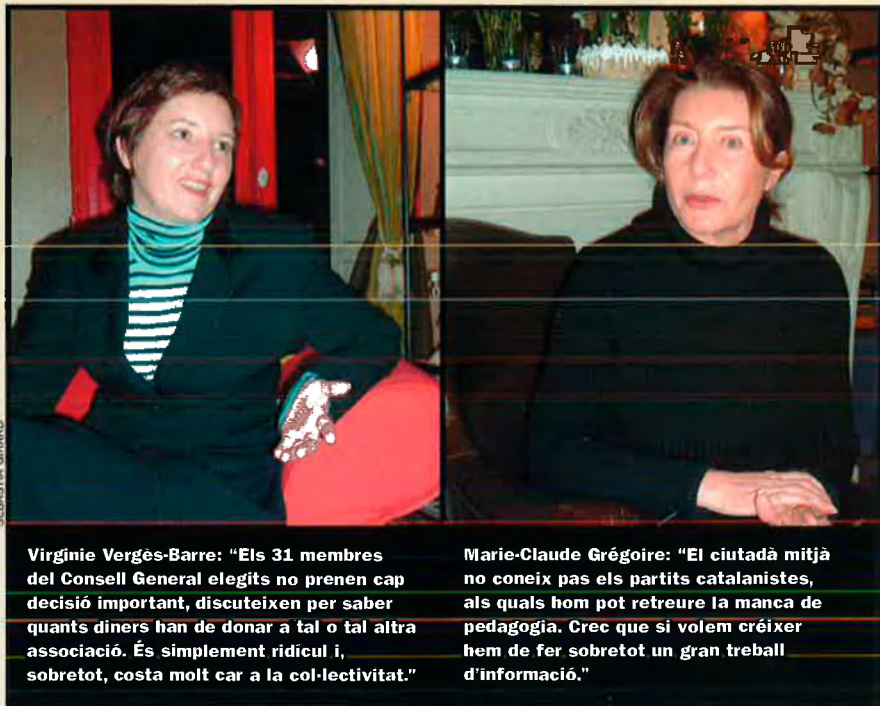 SEBASTIÀ GIRARD
Virginie Vergès-Barre: “Els 31 membres
del Consell General elegits no prenen cap
decisió important, discuteixen per saber
quants diners han de donar a tal o tal altra
associació. És simplement ridícul i,
sobretot, costa molt car a la col·lectivitat.”
Marie-Claude Grégoire: “El ciutadà mitjà
no coneix pas els partits catalanistes,
als quals hom pot retreure la manca de
pedagogia. Crec que si volem créixer
hem de fer sobretot un gran treball
d’informació.”